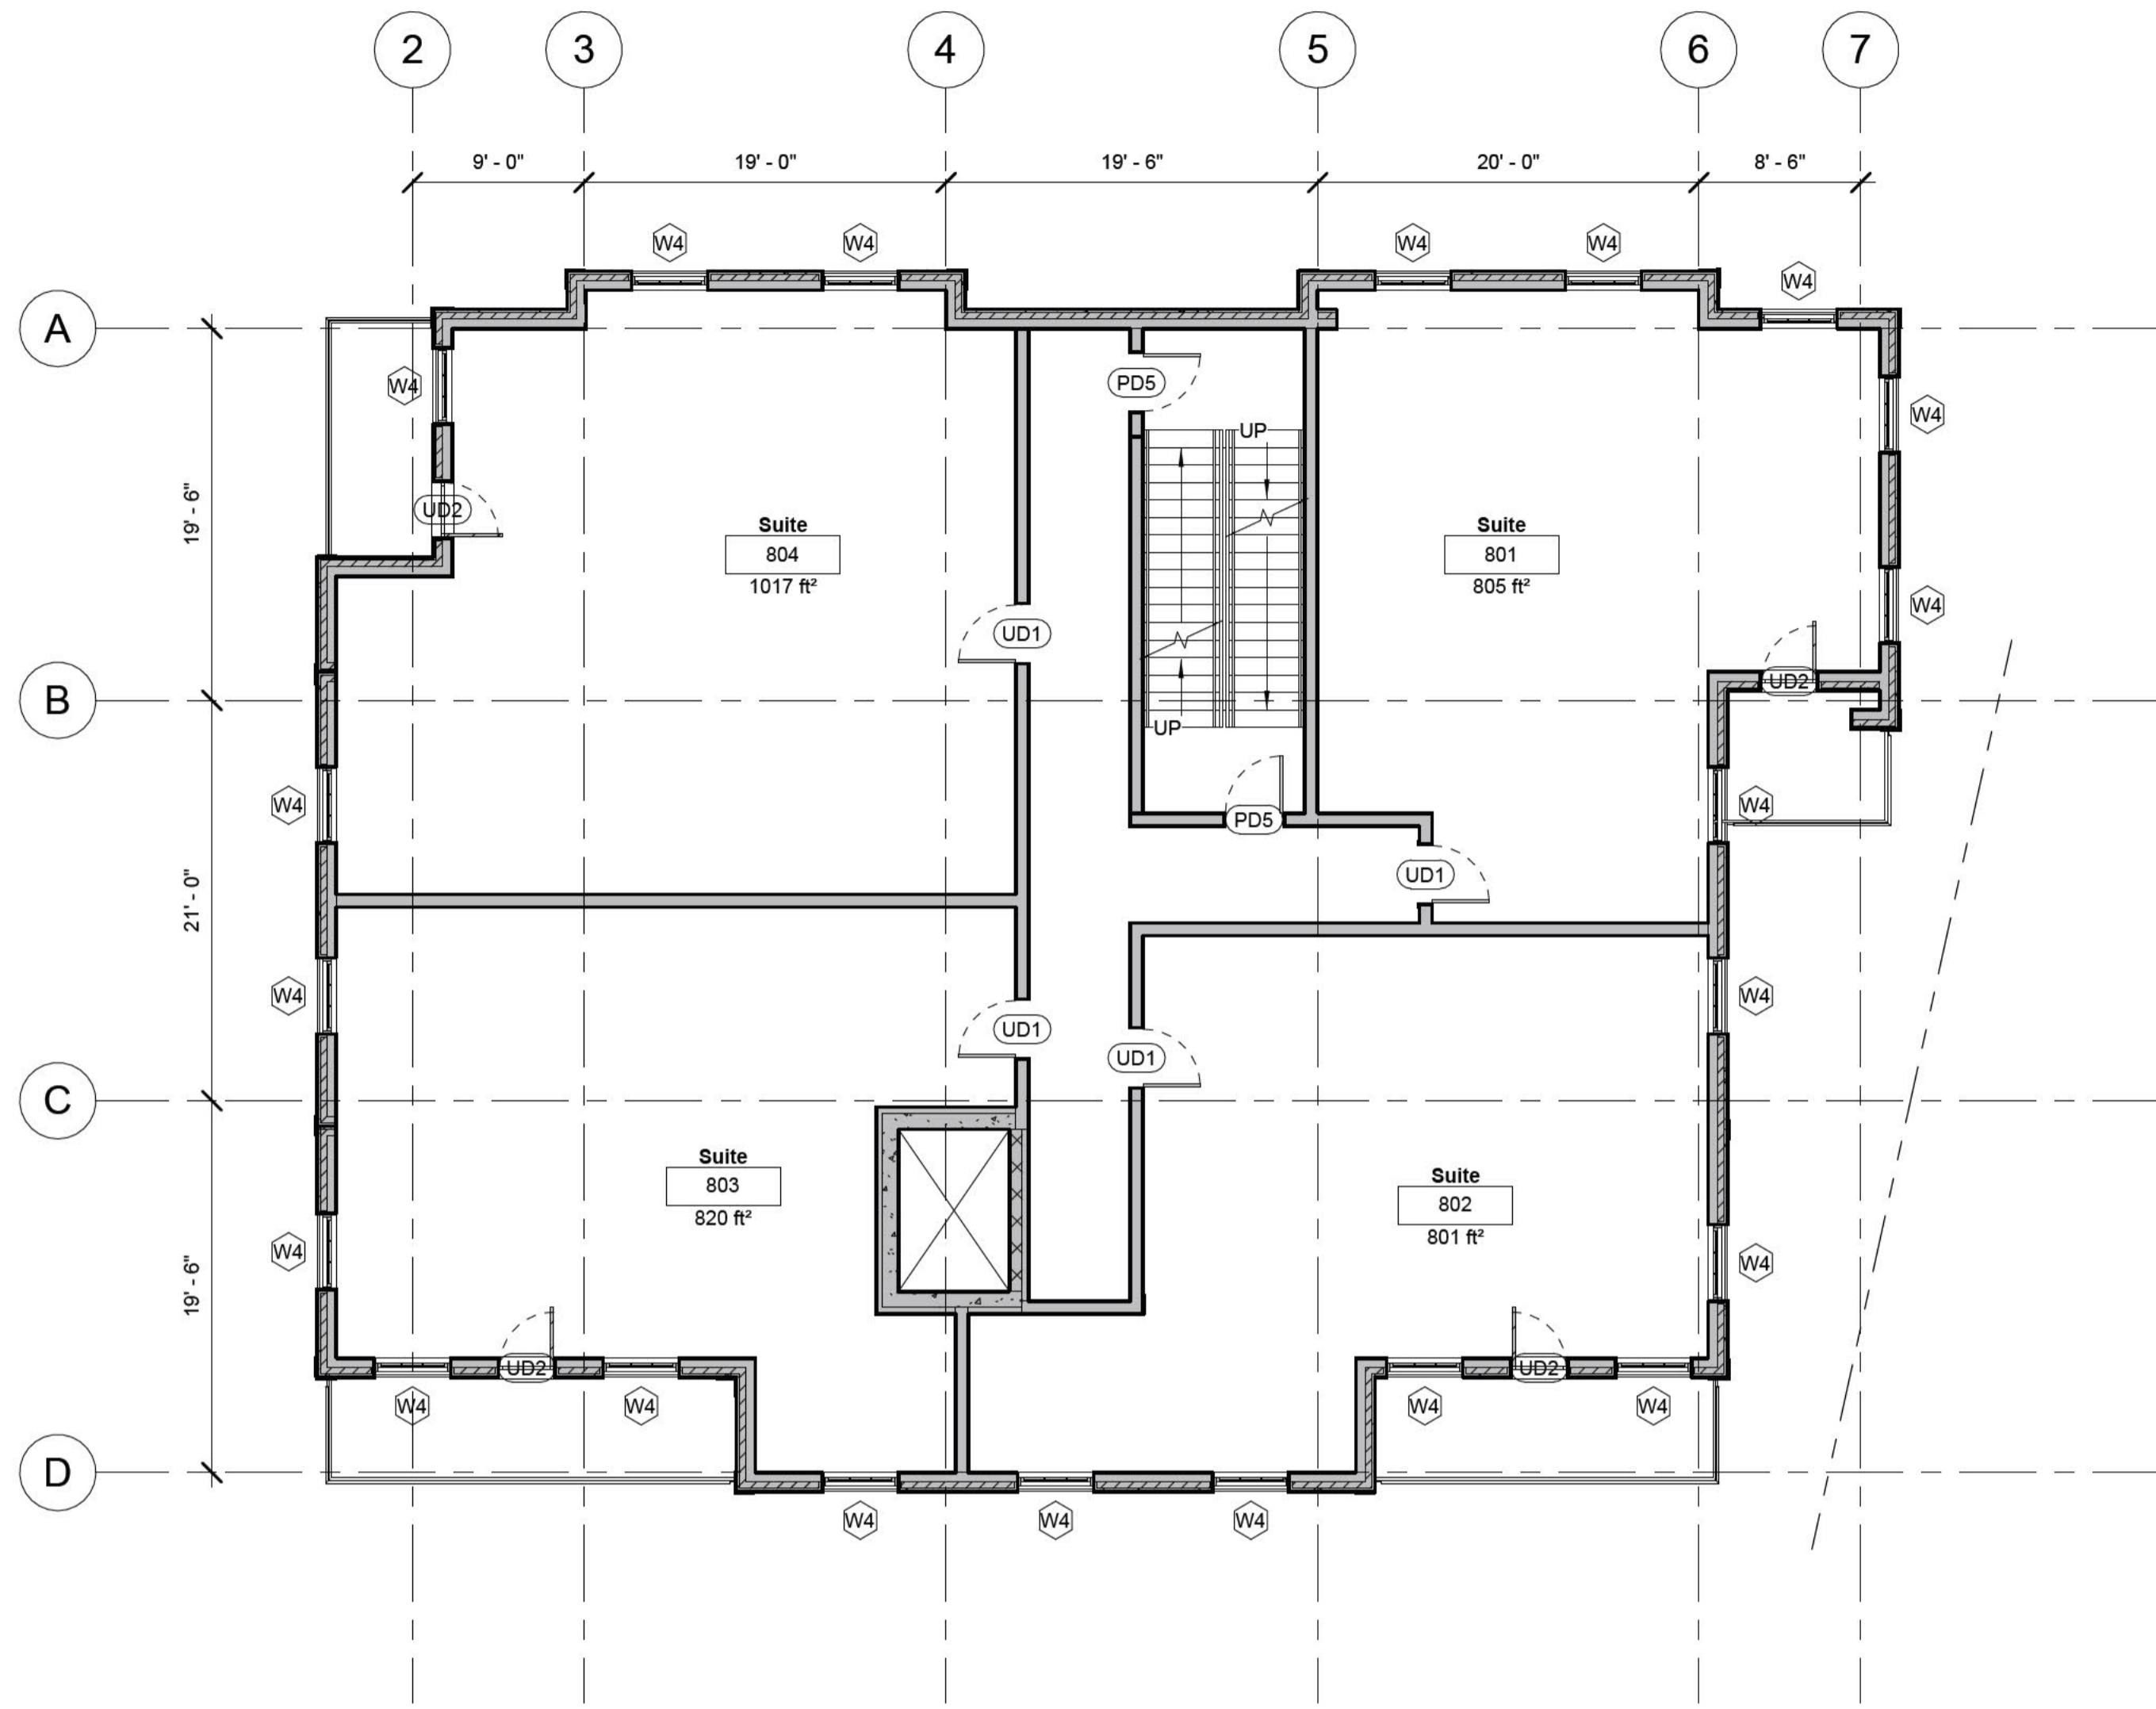 2
3
4
5
6
7
9' - 0"
19' - 0"
19' - 6"
20' - 0"
8' - 6"
W4
W4
W4
W4
W4
A
W4
PD5
W4
UP
19' - 6"
UD2
Suite
804
1017 ft²
Suite
801
805 ft²
W4
UD1
UD2
B
UP
W4
W4
PD5
21' - 0"
UD1
W4
W4
UD1
UD1
C
Suite
803
820 ft²
Suite
802
801 ft²
W4
W4
19' - 6"
UD2
UD2
W4
W4
W4
W4
D
W4
W4
W4